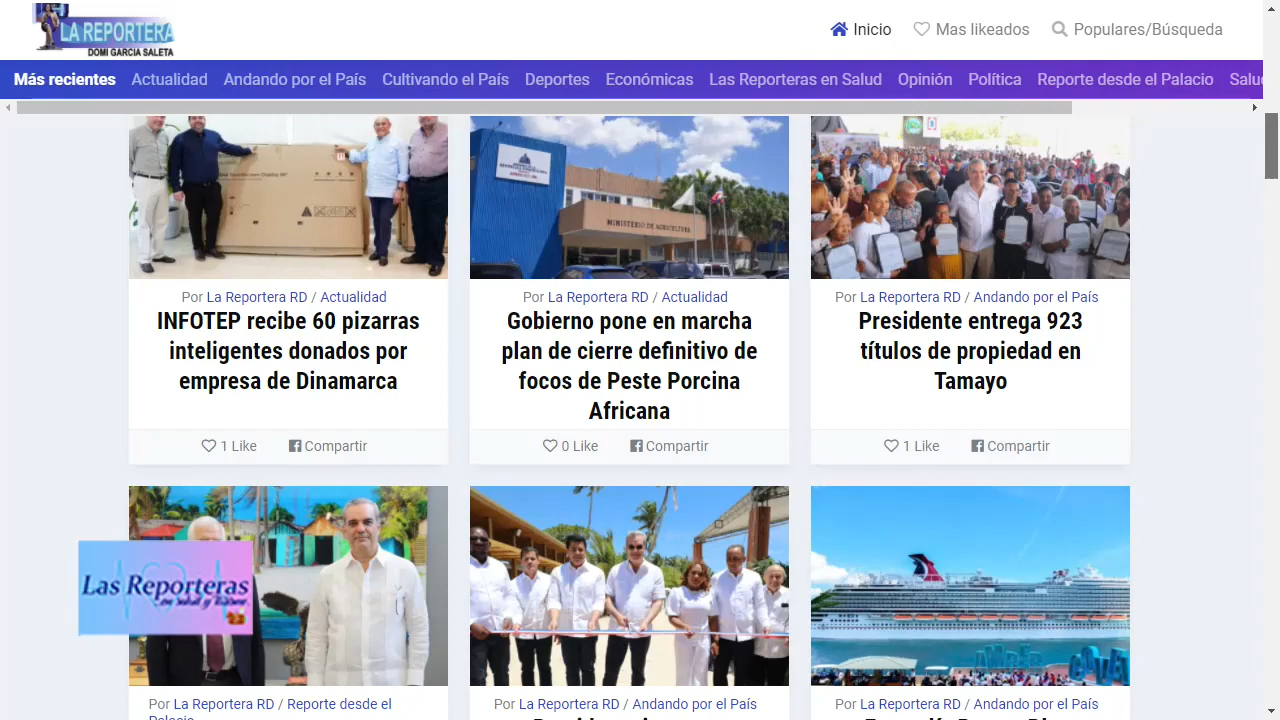 LA REPORTERA
DOMI GARCIA SALETA
Inicio
Mas likeados
Populares/Búsqueda
Más recientes Actualidad Andando por el País Cultivando el País Deportes Económicas Las Reporteras en Salud Opinión Política Reporte desde el Palacio Salu
MINISTERIO DE AGRICULTURA
Por La Reportera RD / Actualidad
INFOTEP recibe 60 pizarras
inteligentes donados por
empresa de Dinamarca
1 Like Compartir
Por La Reportera RD / Actualidad
Gobierno pone en marcha
plan de cierre definitivo de
focos de Peste Porcina
Africana
0 Like Compartir
Por La Reportera RD / Andando por el País
Presidente entrega 923
títulos de propiedad en
Tamayo
1 Like Compartir
Las Reporteras
Por La Reportera RD / Reporte desde el
Palacio
Por La Reportera RD / Andando por el País
Por La Reportera RD / Andando por el País